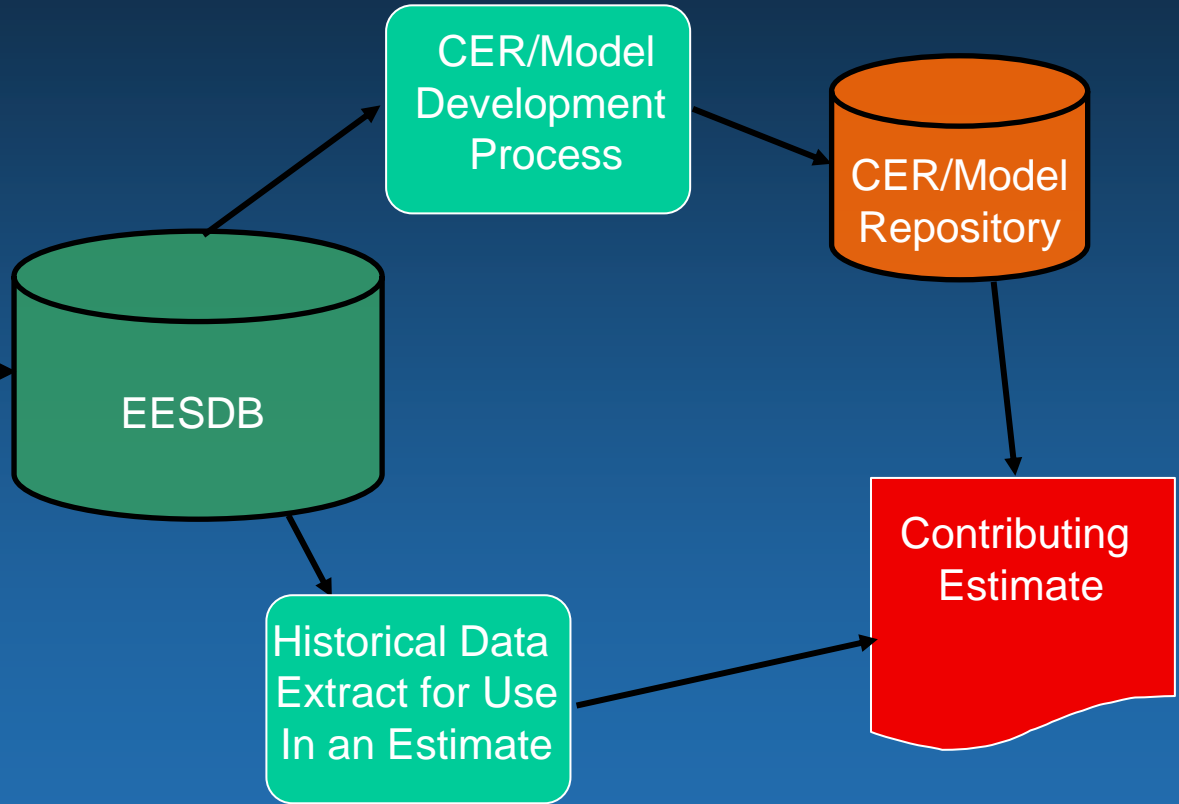 CER/Model
Development
Process
CER/Model
Repository
EESDB
Contributing
Estimate
Historical Data
Extract for Use
In an Estimate